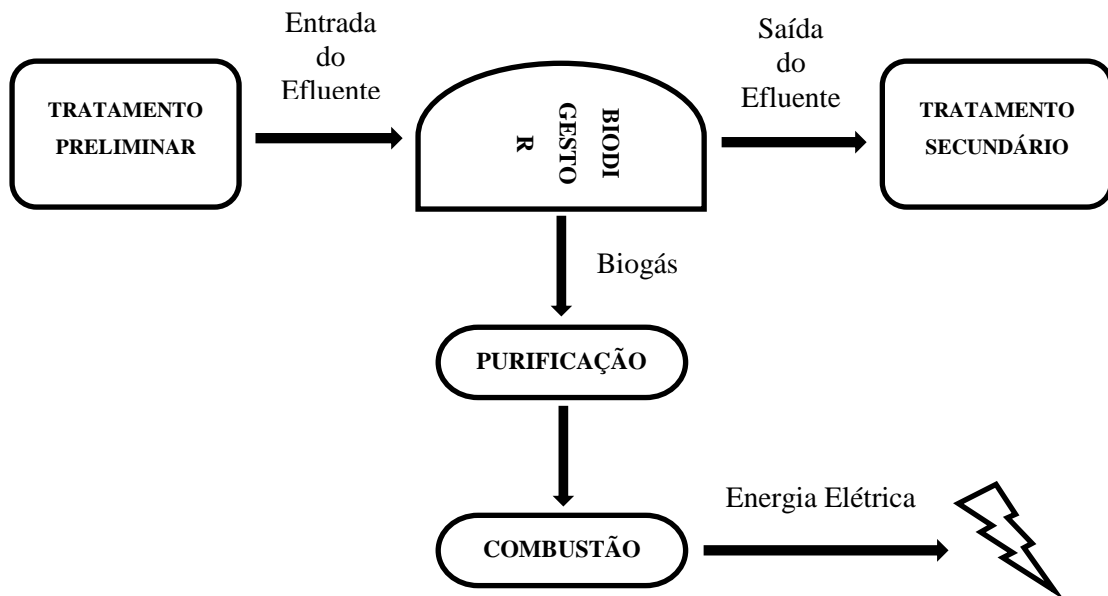 Entrada
do
Efluente
Saída
do
Efluente
TRATAMENTO
PRELIMINAR
BIODI
GESTO
R
TRATAMENTO
SECUNDÁRIO
Biogás
PURIFICAÇÃO
Energia Elétrica
COMBUSTÃO